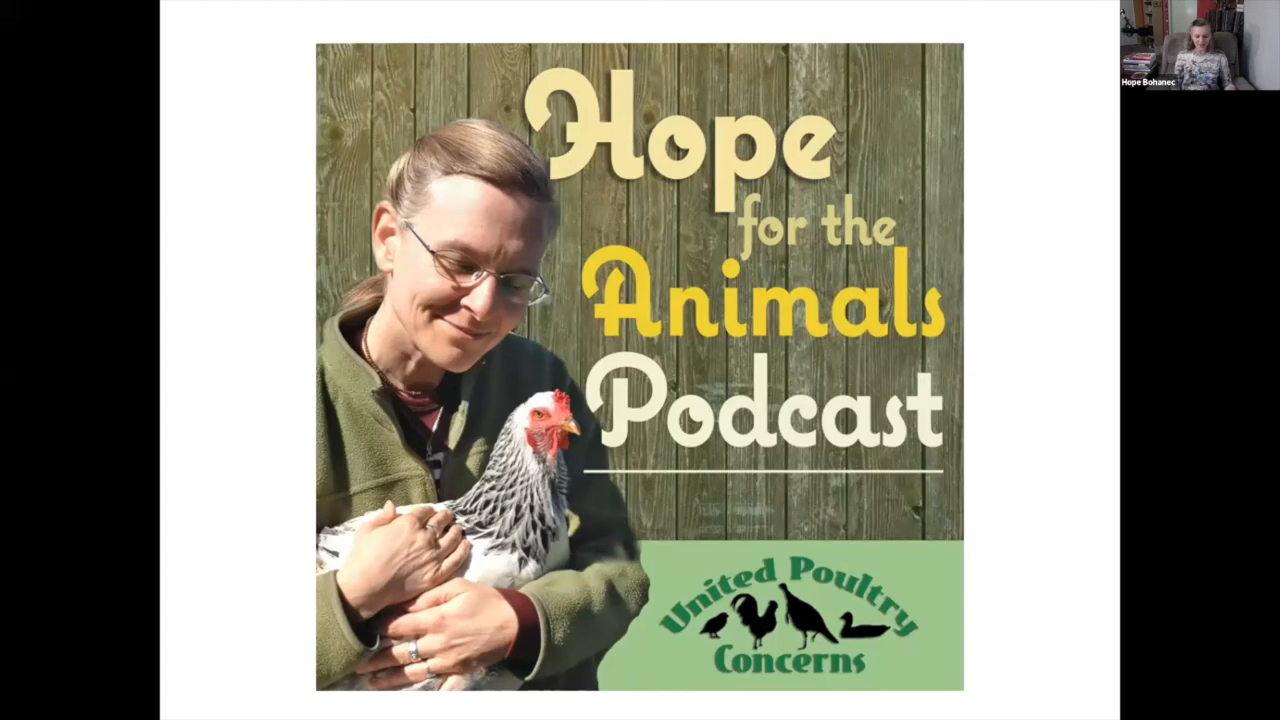 Hope
for the
Animals
Podcast
United Poultry
Concerns
Hope Bohanec